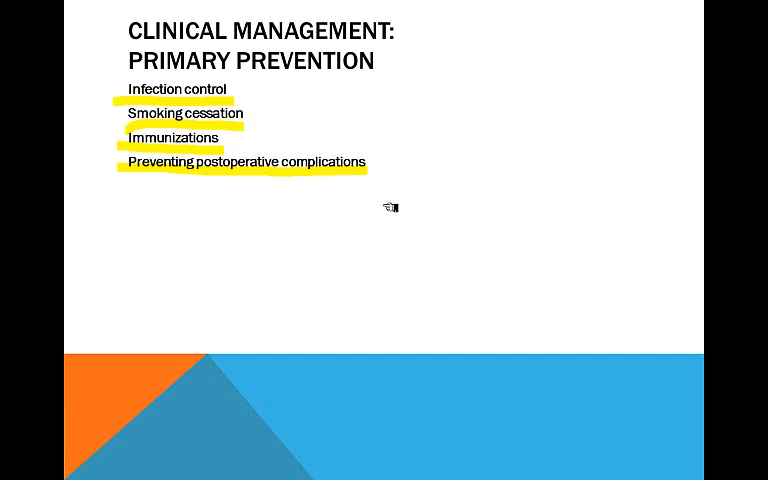 CLINICAL MANAGEMENT:
PRIMARY PREVENTION
Infection control
Smoking cessation
Immunizations
Preventing postoperative complications